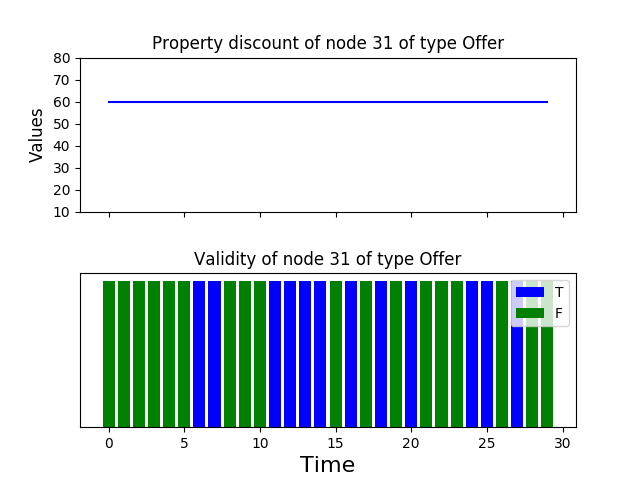 Property discount of node 31 of type Offer
80
70
60
50
40
30
20
10
Values
Validity of node 31 of type Offer
T
F
0 5 10 15 20 25 30
Time